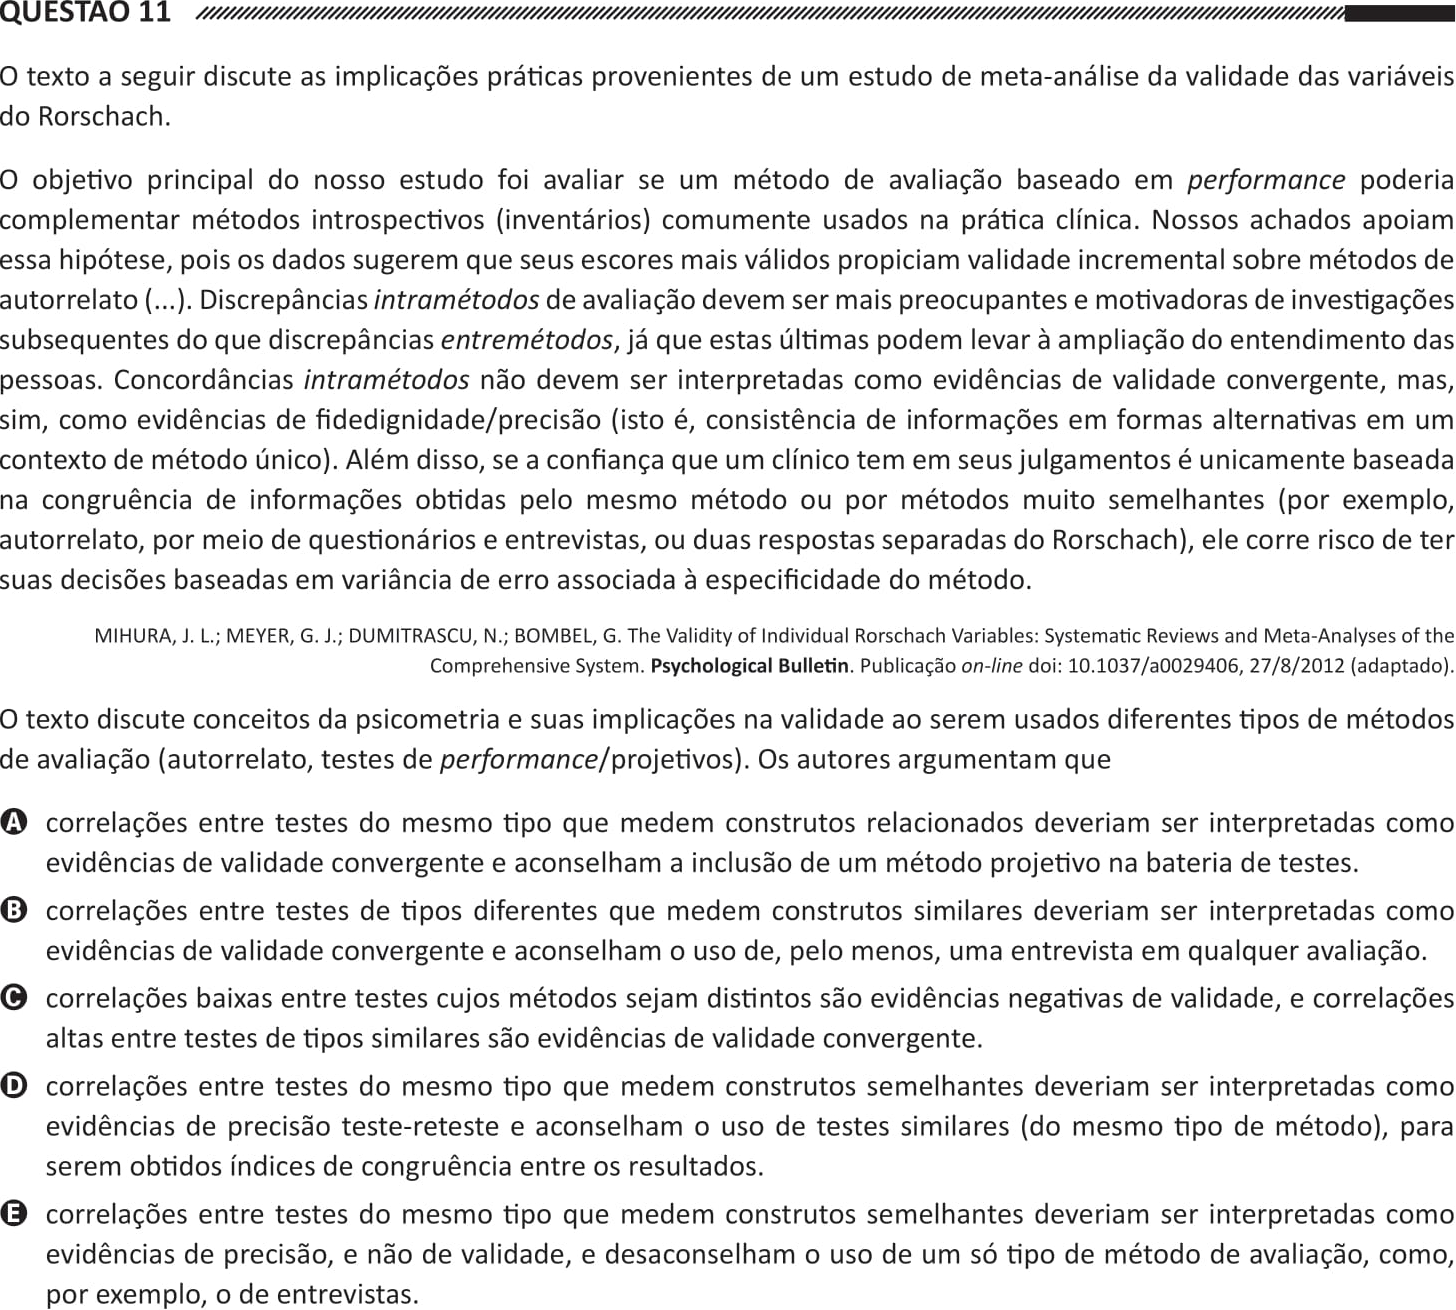 QUESTÃO 11
O texto a seguir discute as implicações práticas provenientes de um estudo de meta-análise da validade das variáveis
do Rorschach.
O objetivo principal do nosso estudo foi avaliar se um método de avaliação baseado em performance poderia
complementar métodos introspectivos (inventários) comumente usados na prática clínica. Nossos achados apoiam
essa hipótese, pois os dados sugerem que seus escores mais válidos propiciam validade incremental sobre métodos de
autorrelato (...). Discrepâncias intramétodos de avaliação devem ser mais preocupantes e motivadoras de investigações
subsequentes do que discrepâncias entremétodos, já que estas últimas podem levar à ampliação do entendimento das
pessoas. Concordâncias intramétodos não devem ser interpretadas como evidências de validade convergente, mas,
sim, como evidências de fidedignidade/precisão (isto é, consistência de informações em formas alternativas em um
contexto de método único). Além disso, se a confiança que um clínico tem em seus julgamentos é unicamente baseada
na congruência de informações obtidas pelo mesmo método ou por métodos muito semelhantes (por exemplo,
autorrelato, por meio de questionários e entrevistas, ou duas respostas separadas do Rorschach), ele corre risco de ter
suas decisões baseadas em variância de erro associada à especificidade do método.
MIHURA, J. L.; MEYER, G. J.; DUMITRASCU, N.; BOMBEL, G. The Validity of Individual Rorschach Variables: Systematic Reviews and Meta-Analyses of the
Comprehensive System. Psychological Bulletin. Publicação on-line doi: 10.1037/a0029406, 27/8/2012 (adaptado).
O texto discute conceitos da psicometria e suas implicações na validade ao serem usados diferentes tipos de métodos
de avaliação (autorrelato, testes de performance/projetivos). Os autores argumentam que
A correlações entre testes do mesmo tipo que medem construtos relacionados deveriam ser interpretadas como
evidências de validade convergente e aconselham a inclusão de um método projetivo na bateria de testes.
B correlações entre testes de tipos diferentes que medem construtos similares deveriam ser interpretadas como
evidências de validade convergente e aconselham o uso de, pelo menos, uma entrevista em qualquer avaliação.
C correlações baixas entre testes cujos métodos sejam distintos são evidências negativas de validade, e correlações
altas entre testes de tipos similares são evidências de validade convergente.
D correlações entre testes do mesmo tipo que medem construtos semelhantes deveriam ser interpretadas como
evidências de precisão teste-reteste e aconselham o uso de testes similares (do mesmo tipo de método), para
serem obtidos índices de congruência entre os resultados.
E correlações entre testes do mesmo tipo que medem construtos semelhantes deveriam ser interpretadas como
evidências de precisão, e não de validade, e desaconselham o uso de um só tipo de método de avaliação, como,
por exemplo, o de entrevistas.